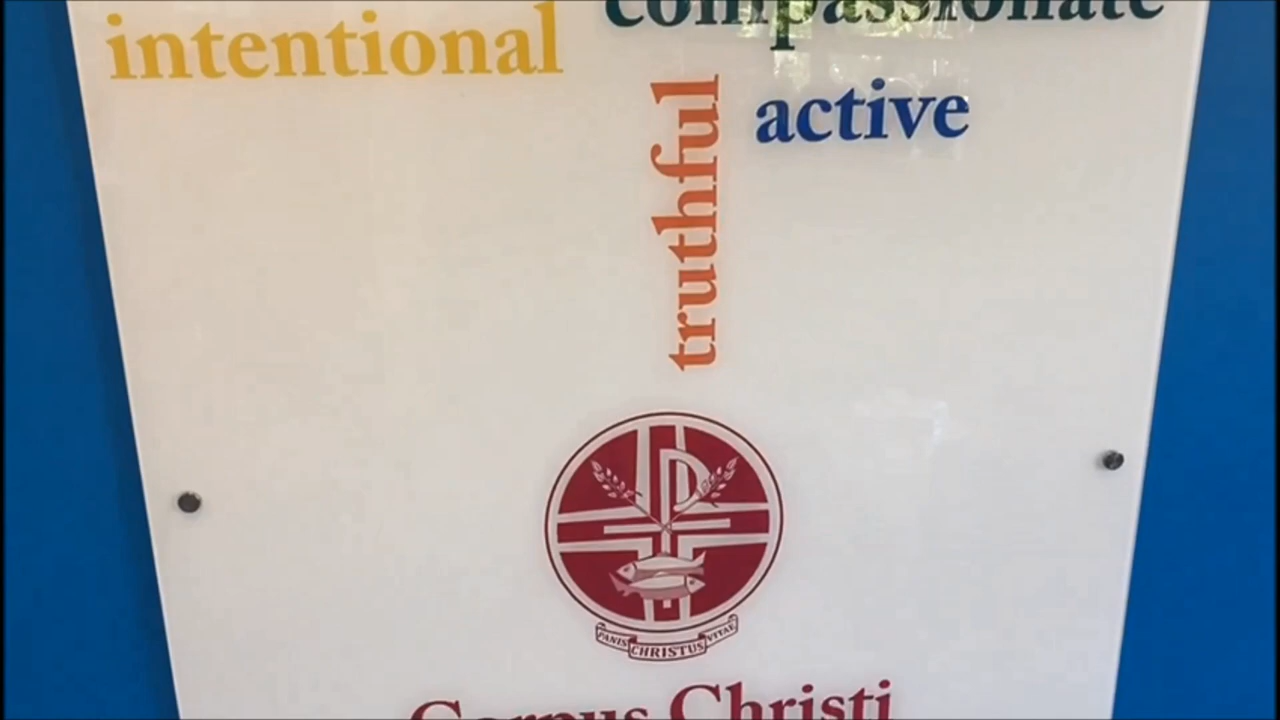 compassionate
intentional
active
truthful
PANIS CHRISTUS VITAE
Corpus Christi